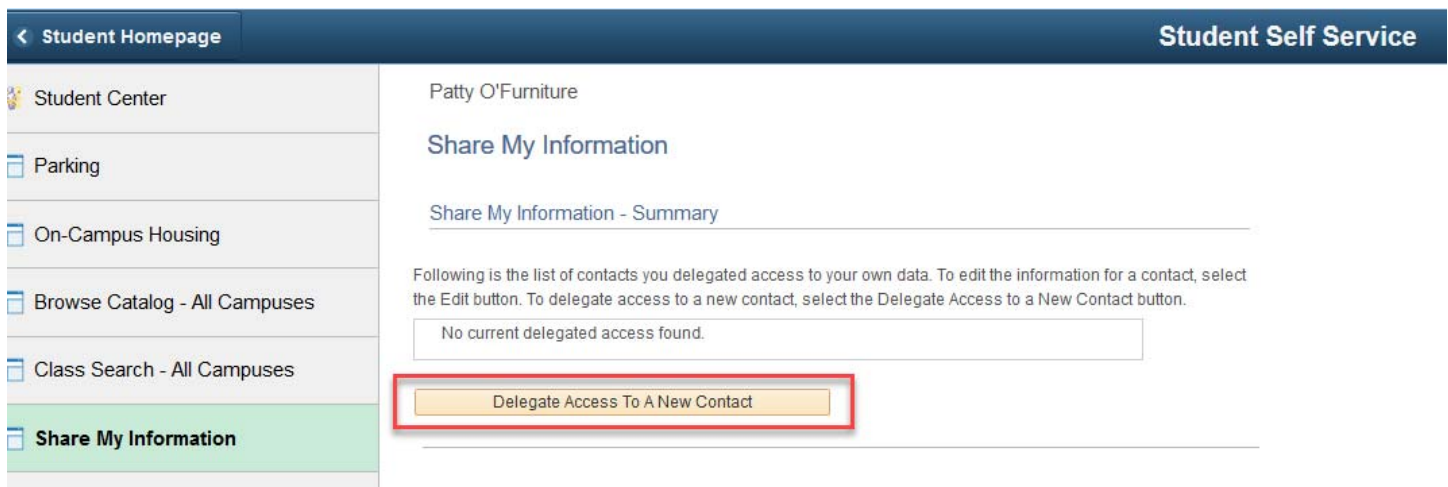 Student Homepage
Student Self Service
Student Center
Parking
On-Campus Housing
Browse Catalog - All Campuses
Class Search - All Campuses
Share My Information
Patty O'Furniture
Share My Information
Share My Information - Summary
Following is the list of contacts you delegated access to your own data. To edit the information for a contact, select
the Edit button. To delegate access to a new contact, select the Delegate Access to a New Contact button.
No current delegated access found.
Delegate Access To A New Contact